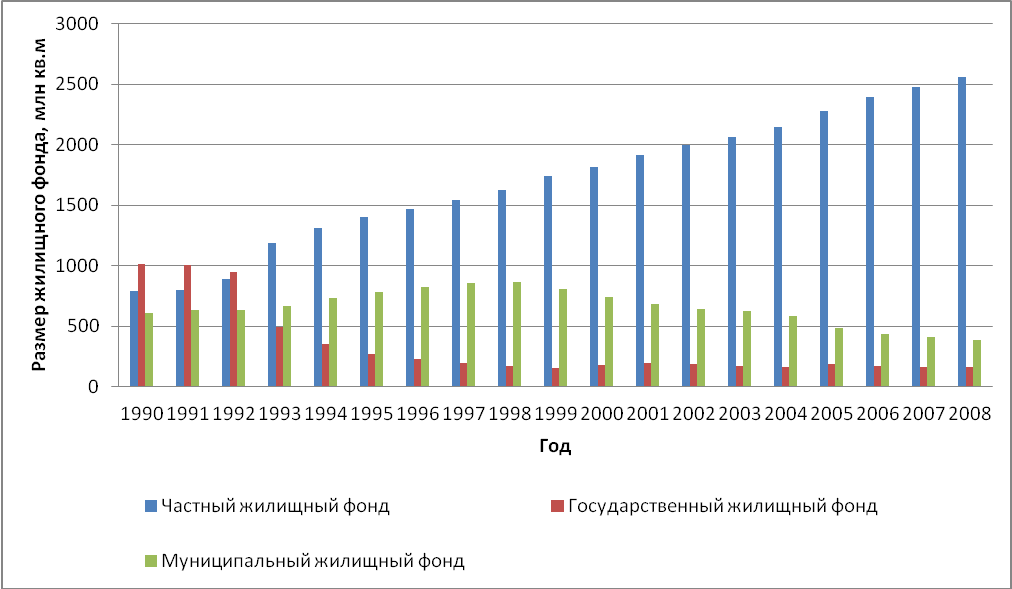 Размер жилищного фонда, млн кв.м
3000
2500
2000
1500
1000
500
0
1990 1991 1992 1993 1994 1995 1996 1997 1998 1999 2000 2001 2002 2003 2004 2005 2006 2007 2008
Год
Частный жилищный фонд
Государственный жилищный фонд
Муниципальный жилищный фонд